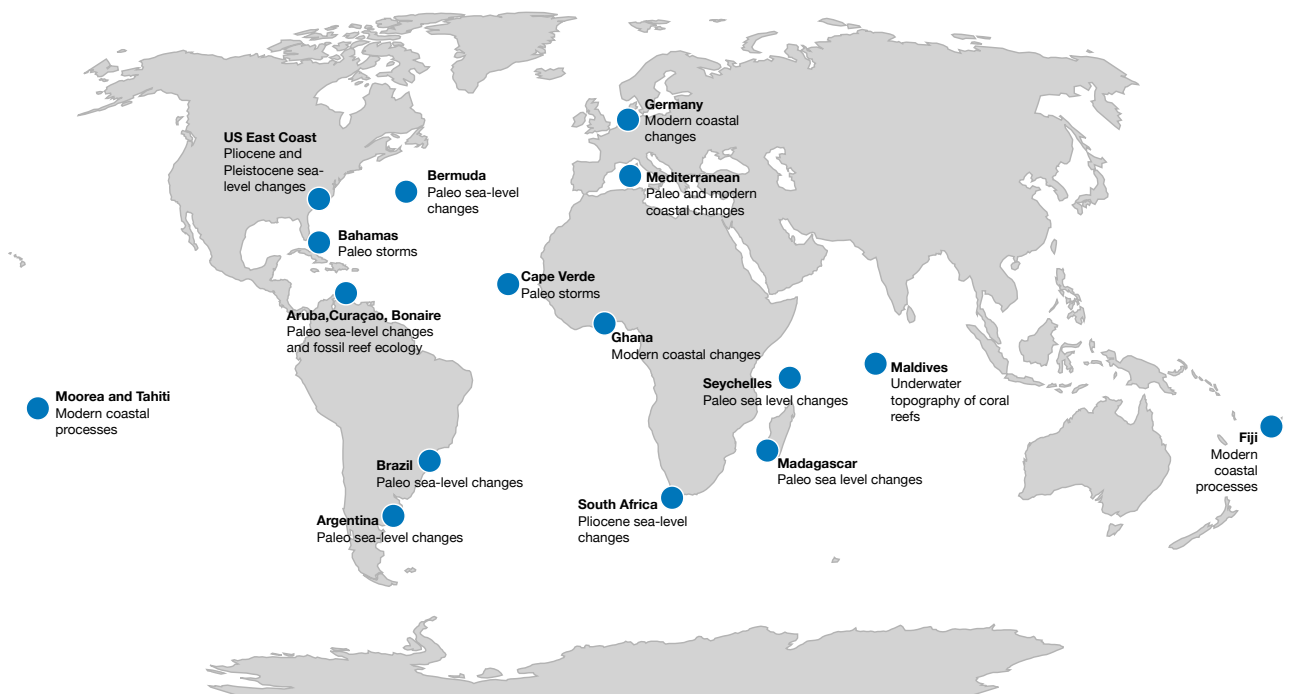 Germany
Modern coastal
changes
US East Coast
Pliocene and
Pleistocene sea-
level changes
Bermuda
Paleo sea-level
changes
Mediterranean
Paleo and modern
coastal changes
Bahamas
Paleo storms
Cape Verde
Paleo storms
Aruba,Curaçao, Bonaire
Paleo sea-level changes
and fossil reef ecology
Ghana
Modern coastal changes
Maldives
Underwater
topography of coral
reefs
Seychelles
Paleo sea level changes
Moorea and Tahiti
Modern coastal
processes
Fiji
Modern
coastal
processes
Brazil
Paleo sea-level changes
Madagascar
Paleo sea level changes
South Africa
Pliocene sea-level
changes
Argentina
Paleo sea-level changes